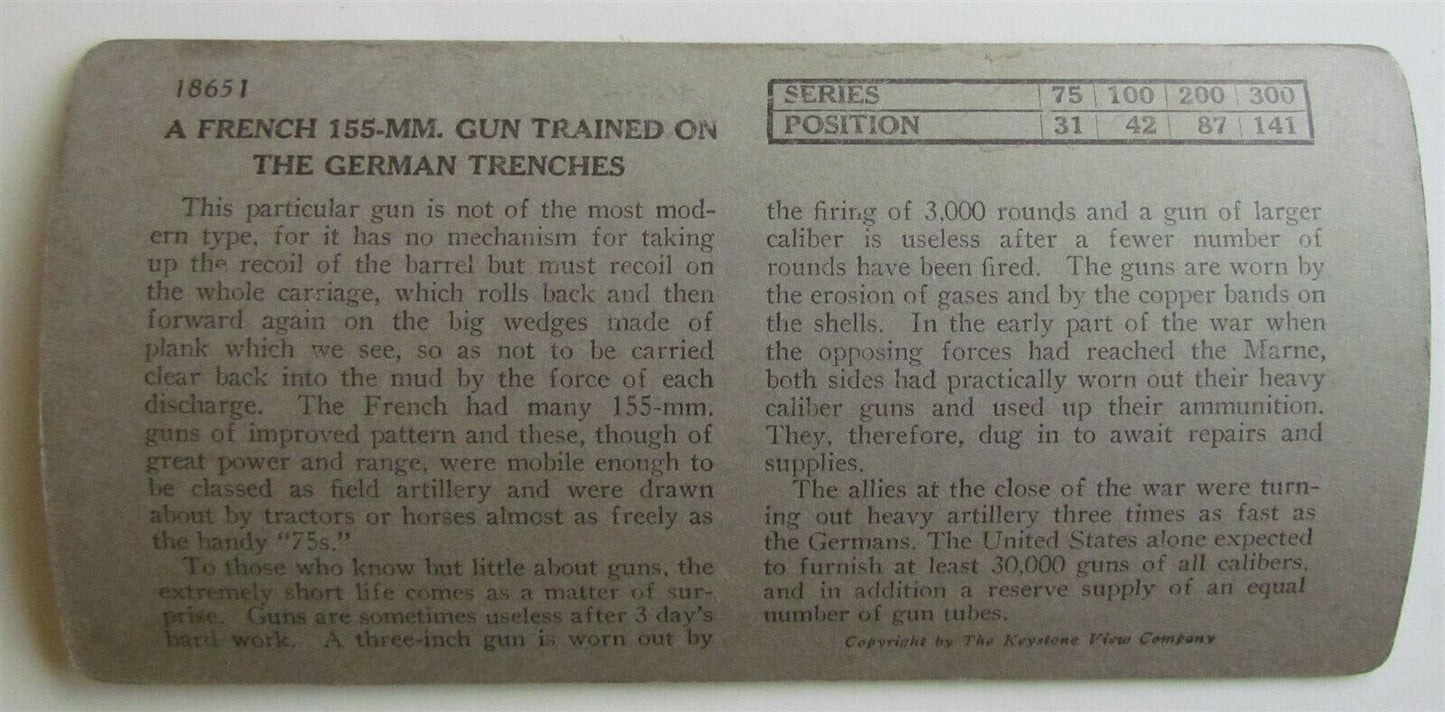 18651
A FRENCH 155-MM. GUN TRAINED ON
THE GERMAN TRENCHES
This particular gun is not of the most mod-
ern type, for it has no mechanism for taking
up the recoil of the barrel but must recoil on
the whole carriage, which rolls back and then
forward again on the big wedges made of
plank which we see, so as not to be carried
clear back into the mud by the force of each
discharge. The French had many 155-mm.
guns of improved pattern and these, though of
great power and range, were mobile enough to
be classed as field artillery and were drawn
about by tractors or horses almost as freely as
the handy "75s."
To those who know but little about guns, the
extremely short life comes as a matter of sur-
prise. Guns are sometimes useless after 3 day's
hard work. A three-inch gun is worn out by
SERIES 75 100 200 300
POSITION 31 42 87 141
the firing of 3,000 rounds and a gun of larger
caliber is useless after a fewer number of
rounds have been fired. The guns are worn by
the erosion of gases and by the copper bands on
the shells. In the early part of the war when
the opposing forces had reached the Marne,
both sides had practically worn out their heavy
caliber guns and used up their ammunition.
They, therefore, dug in to await repairs and
supplies.
The allies at the close of the war were turn-
ing out heavy artillery three times as fast as
the Germans. The United States alone expected
to furnish at least 30,000 guns of all calibers,
and in addition a reserve supply of an equal
number of gun tubes.
Copyright by The Keystone View Company